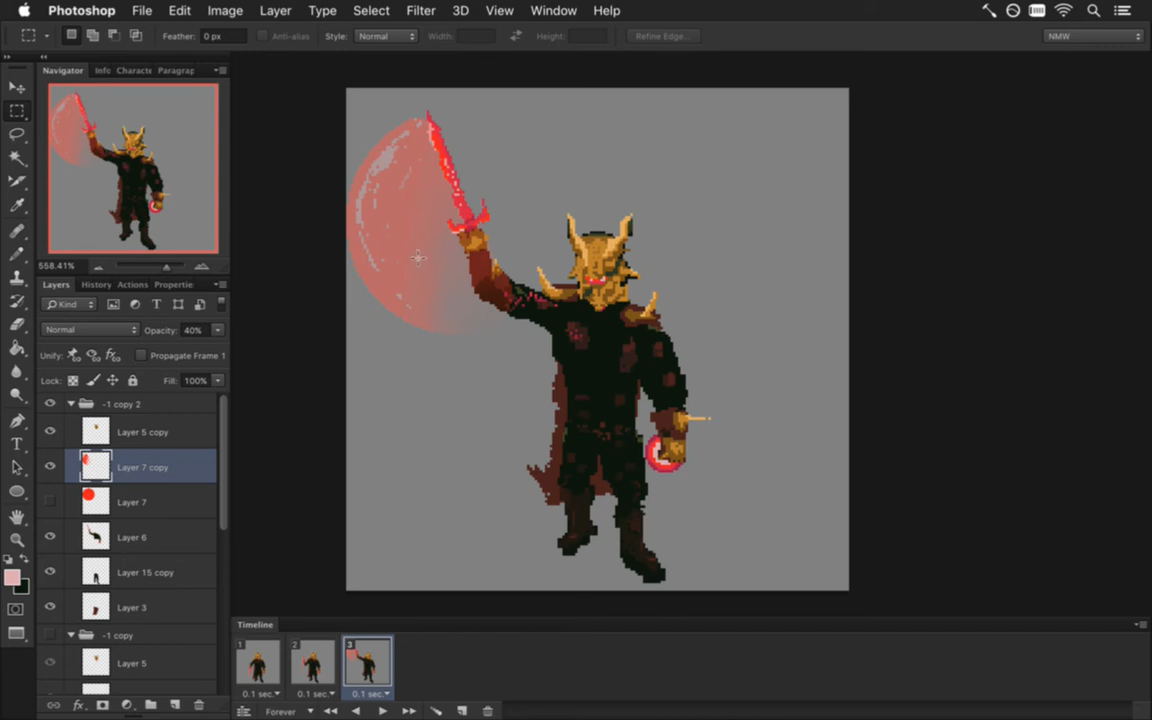 Photoshop File Edit Image Layer Type Select Filter 3D View Window Help
Feather: 0 px Anti-alias Style: Normal Width: Height: Refine Edge... NMW
Navigator Info Characte Paragrap
558.41%
Layers History Actions Propertie
Kind
Normal Opacity: 40%
Unify: Propagate Frame 1
Lock: Fill: 100%
-1 copy 2
Layer 5 copy
Layer 7 copy
Layer 7
Layer 6
Layer 15 copy
Layer 3
-1 copy
Layer 5
Timeline
1 2 3
0.1 sec. 0.1 sec. 0.1 sec.
Forever